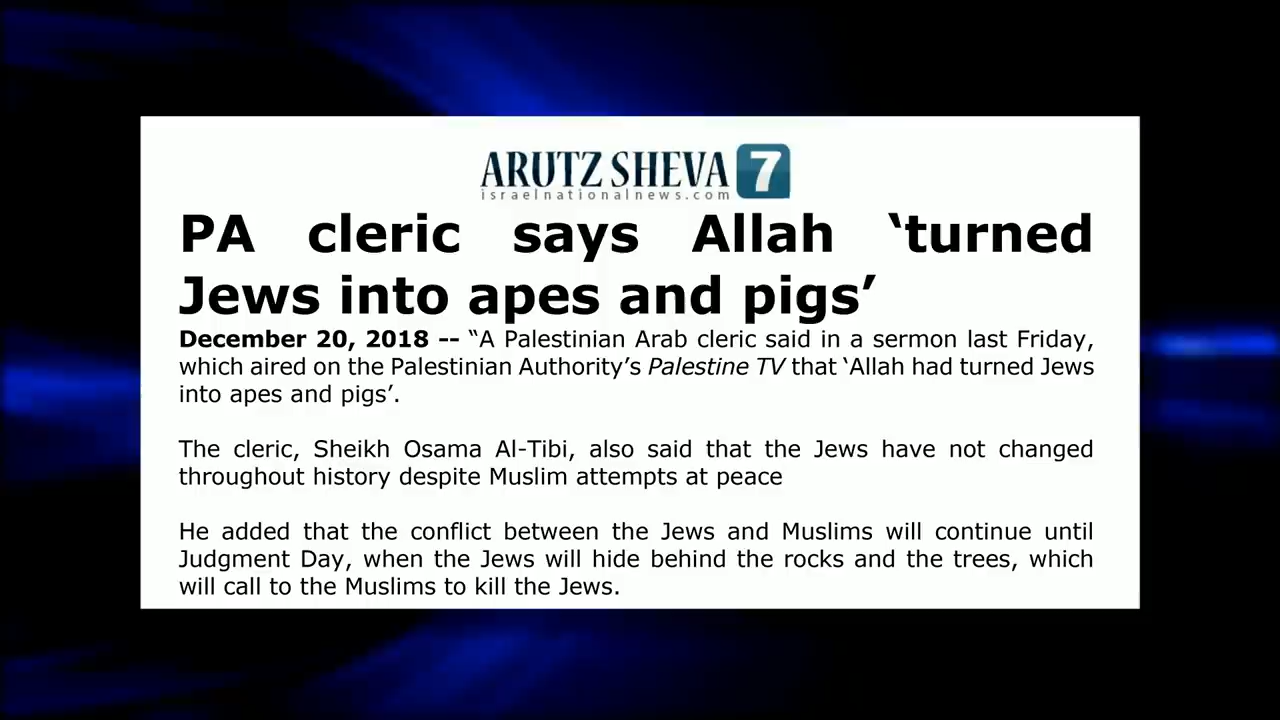 ARUTZ SHEVA 7
israelnationalnews.com
PA cleric says Allah ‘turned
Jews into apes and pigs’
December 20, 2018 -- “A Palestinian Arab cleric said in a sermon last Friday,
which aired on the Palestinian Authority’s Palestine TV that ‘Allah had turned Jews
into apes and pigs’.
The cleric, Sheikh Osama Al-Tibi, also said that the Jews have not changed
throughout history despite Muslim attempts at peace
He added that the conflict between the Jews and Muslims will continue until
Judgment Day, when the Jews will hide behind the rocks and the trees, which
will call to the Muslims to kill the Jews.